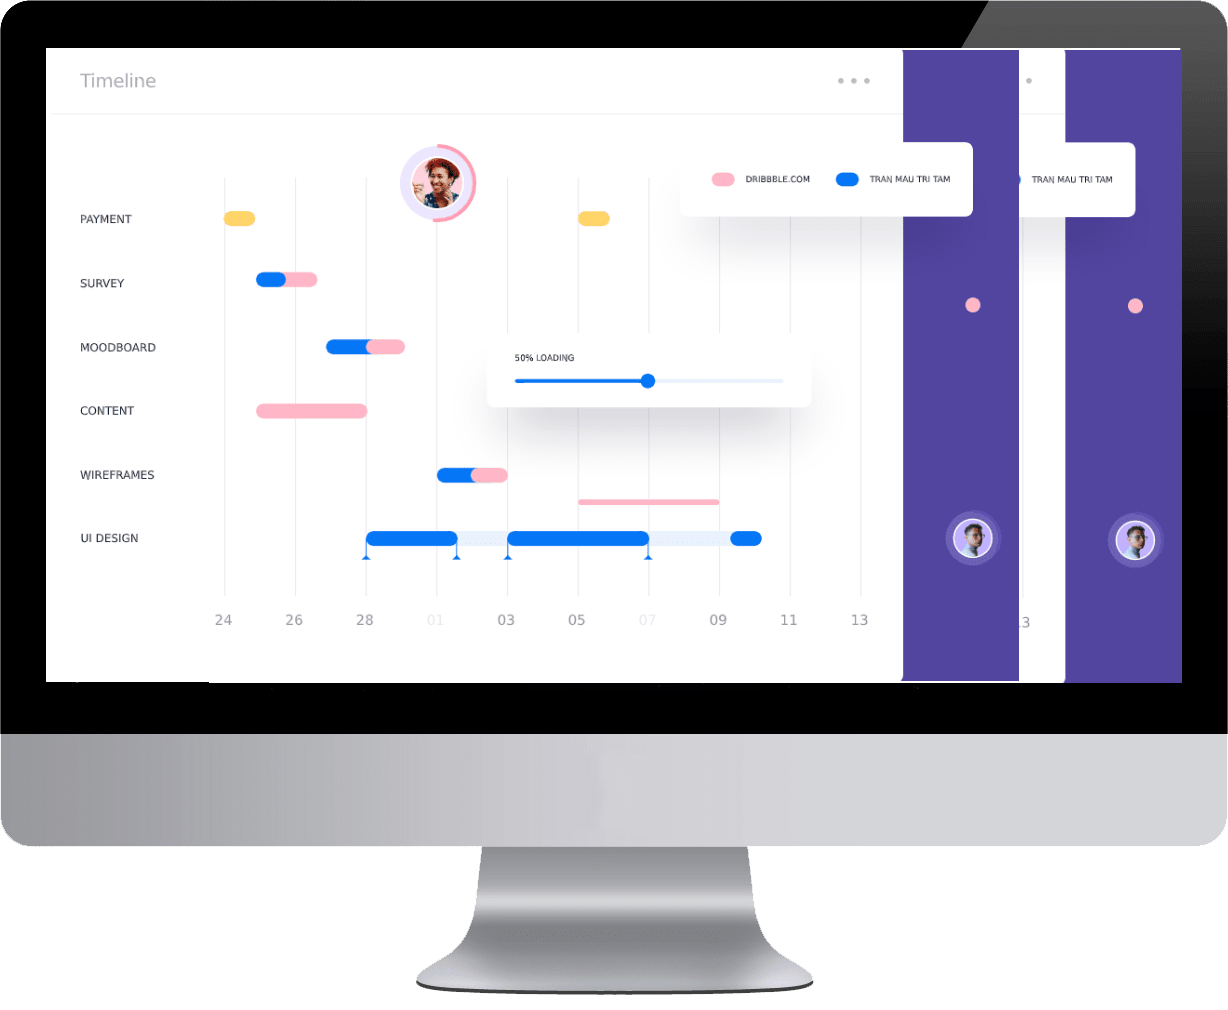 Timeline
DRIBBBLE.COM TRAN MAU TRI TAM TRAN MAU TRI TAM
PAYMENT
SURVEY
MOODBOARD
50% LOADING
CONTENT
WIREFRAMES
UI DESIGN
24 26 28 01 03 05 07 09 11 13 3